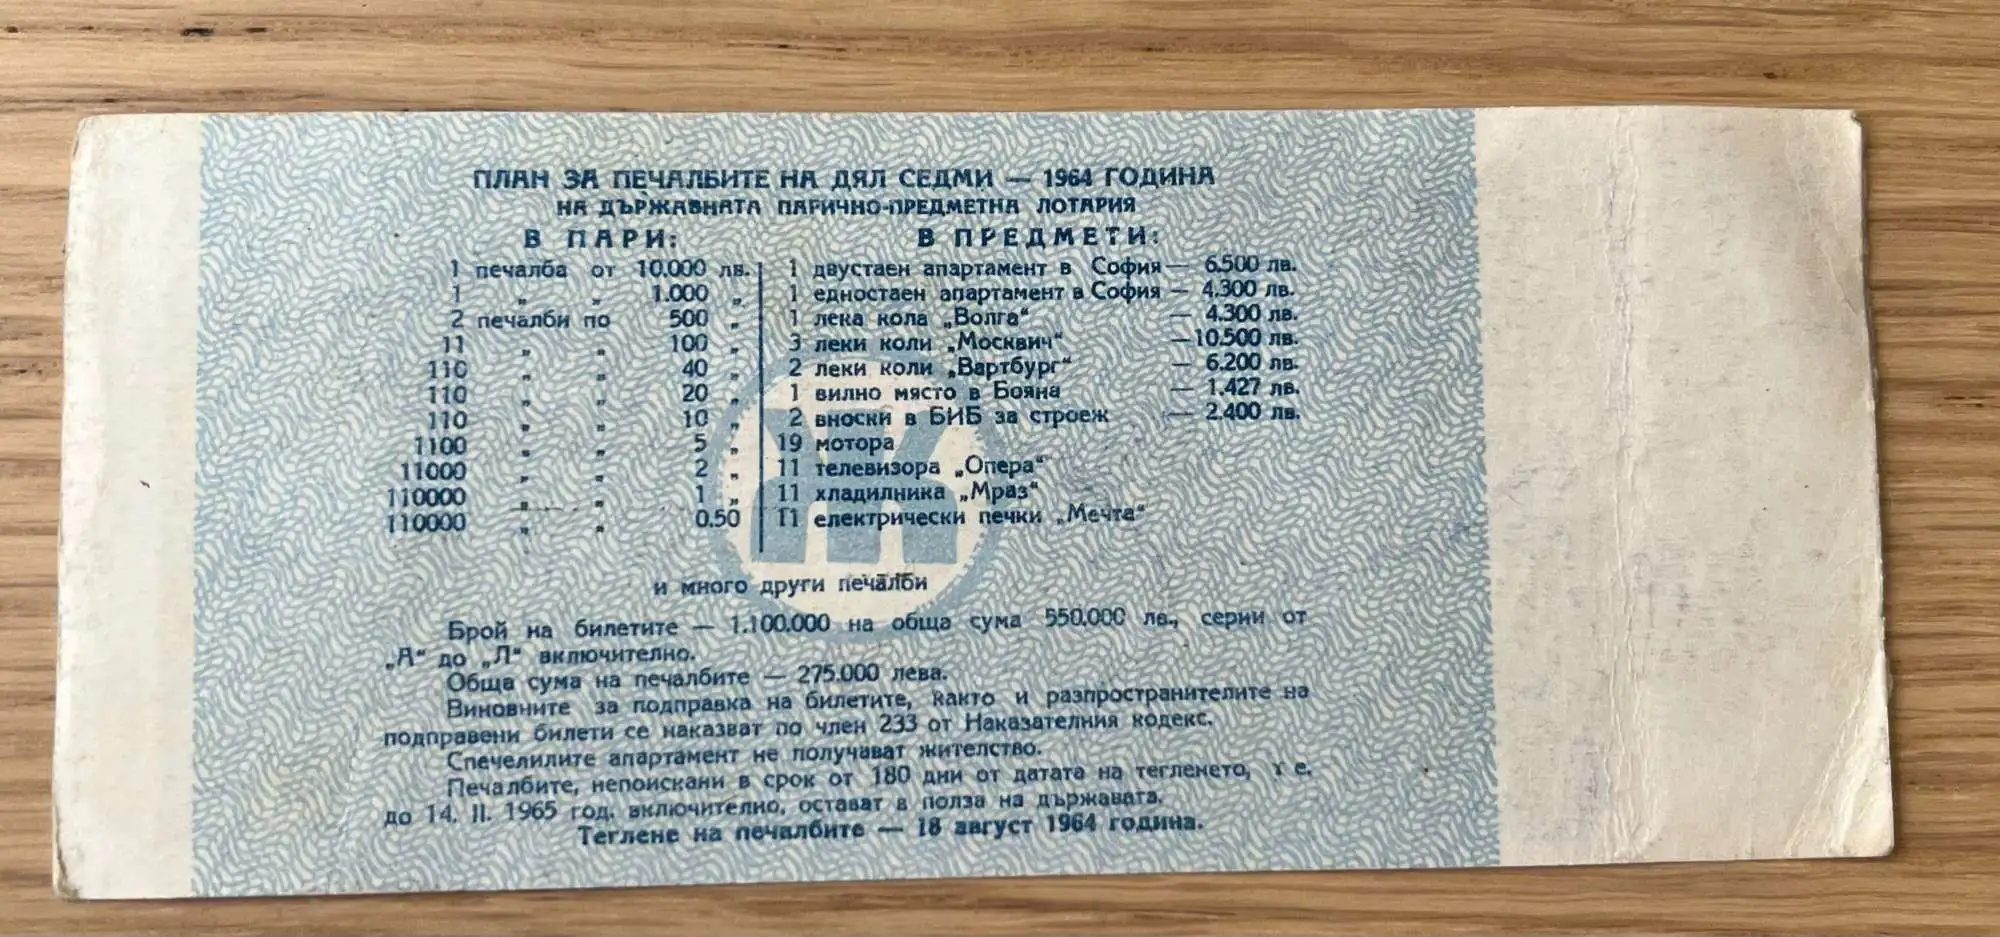 ПЛАН ЗА ПЕЧАЛБИТЕ НА ДЯЛ СЕДМИ — 1964 ГОДИНА
НА ДЪРЖАВНАТА ПАРИЧНО-ПРЕДМЕТНА ЛОТАРИЯ
В ПАРИ:
1 печалба от 10.000 лв.
1 „ „ 1.000 „
2 печалби по 500 „
11 „ „ 100 „
110 „ „ 40 „
110 „ „ 20 „
110 „ „ 10 „
1100 „ „ 5 „
11000 „ „ 2 „
110000 „ „ 1 „
110000 „ „ 0.50
В ПРЕДМЕТИ:
1 двустаен апартамент в София — 6.500 лв.
1 едностаен апартамент в София — 4.300 лв.
1 лека кола „Волга“ — 4.300 лв.
3 леки коли „Москвич“ — 10.500 лв.
2 леки коли „Вартбург“ — 6.200 лв.
1 вилно място в Бояна — 1.427 лв.
2 вноски в БИБ за строеж — 2.400 лв.
19 мотора
11 телевизора „Опера“
11 хладилника „Мраз“
11 електрически печки „Мечта“
и много други печалби
Брой на билетите — 1.100.000 на обща сума 550.000 лв., серии от
„А“ до „Л“ включително.
Обща сума на печалбите — 275.000 лева.
Виновните за подправка на билетите, както и разпространителите на
подправени билети се наказват по член 233 от Наказателния кодекс.
Спечелилите апартамент не получават жителство.
Печалбите, непоискани в срок от 180 дни от датата на тегленето, т е.
до 14. II. 1965 год. включително, остават в полза на държавата.
Теглене на печалбите — 18 август 1964 година.